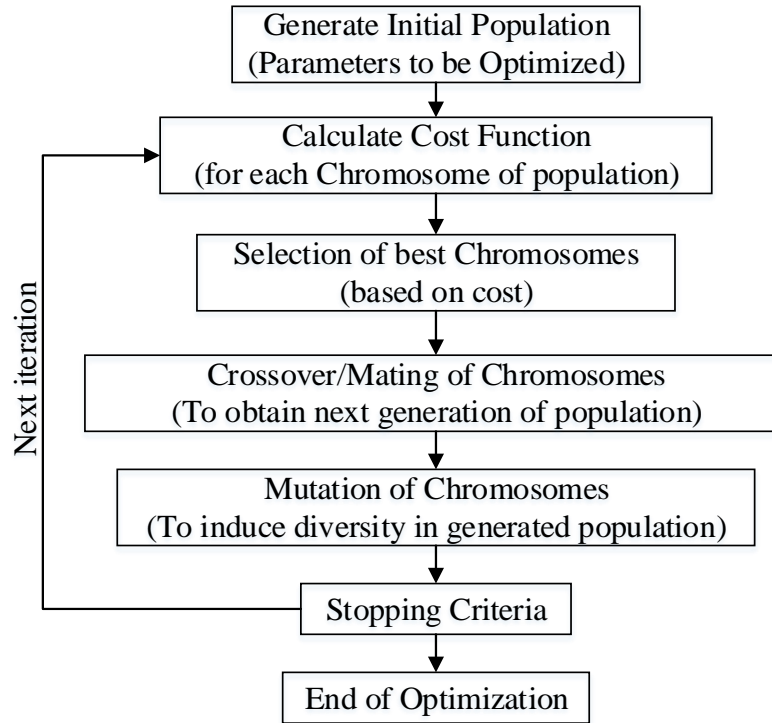 Generate Initial Population
(Parameters to be Optimized)
Calculate Cost Function
(for each Chromosome of population)
Selection of best Chromosomes
(based on cost)
Crossover/Mating of Chromosomes
(To obtain next generation of population)
Mutation of Chromosomes
(To induce diversity in generated population)
Stopping Criteria
End of Optimization
Next iteration